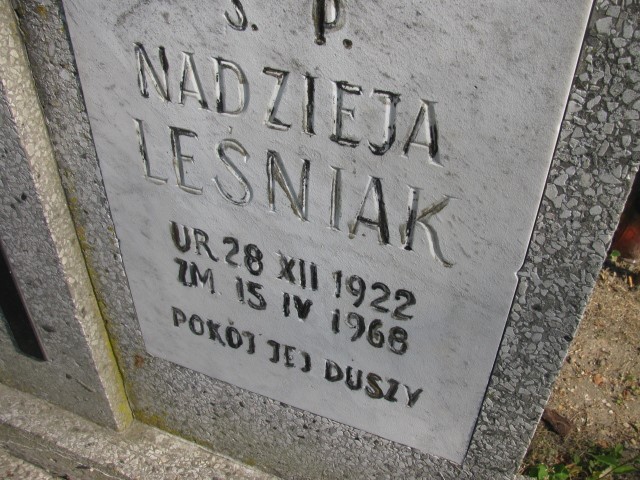 Ś. P.
NADZIEJA
LEŚNIAK
UR 28 XII 1922
ZM 15 IV 1968
POKÓJ JEJ DUSZY